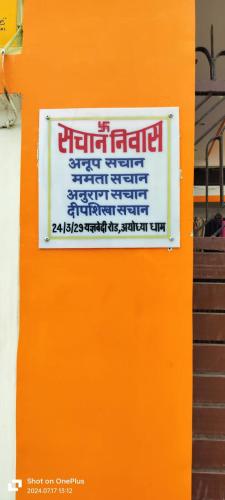 卐
सचान निवास
अनूप सचान
ममता सचान
अनुराग सचान
दीपशिखा सचान
24/3/29 यज्ञबेदी रोड, अयोध्या धाम
Shot on OnePlus
2024.07.17 13:12